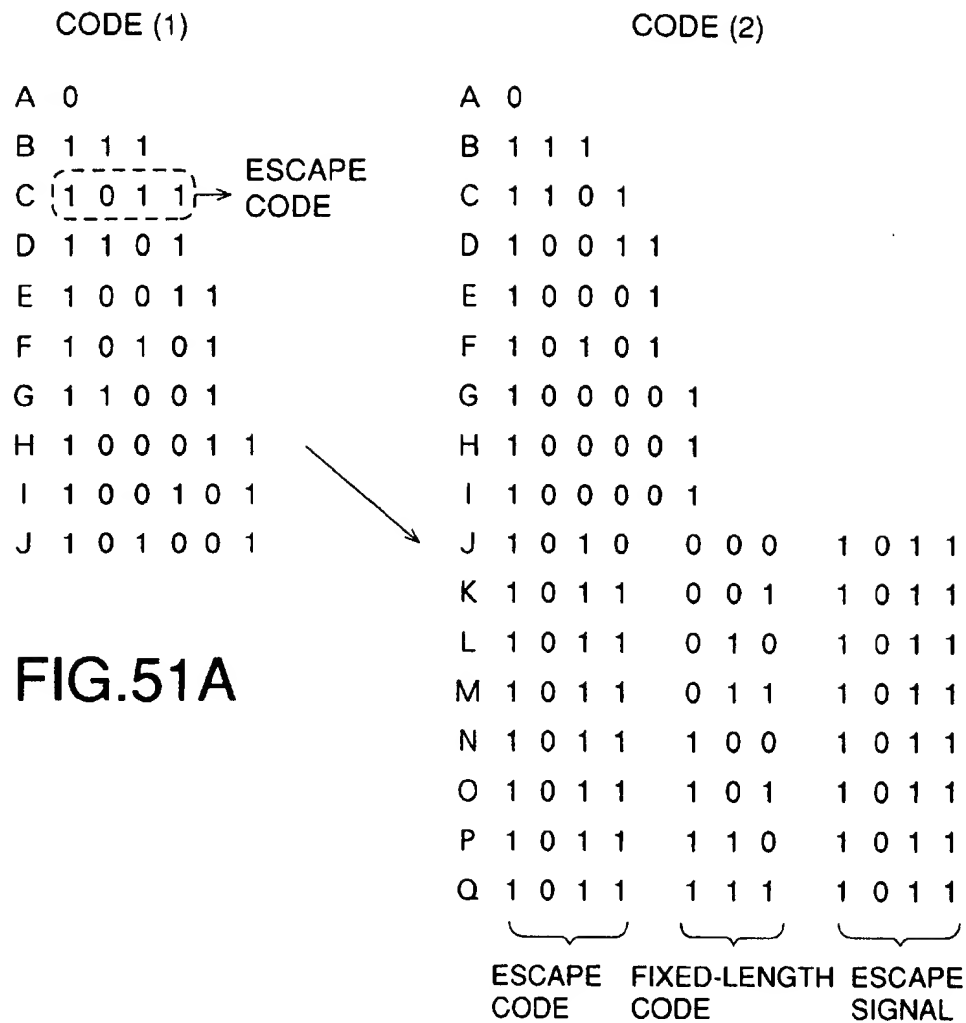 CODE (1)
A 0
B 1 1 1
C 1 0 1 1
ESCAPE
CODE
D 1 1 0 1
E 1 0 0 1 1
F 1 0 1 0 1
G 1 1 0 0 1
H 1 0 0 0 1 1
I 1 0 0 1 0 1
J 1 0 1 0 0 1
FIG.51A
CODE (2)
A 0
B 1 1 1
C 1 1 0 1
D 1 0 0 1 1
E 1 0 0 0 1
F 1 0 1 0 1
G 1 0 0 0 0 1
H 1 0 0 0 0 1
I 1 0 0 0 0 1
J 1 0 1 0 0 0 0 1 0 1 1
K 1 0 1 1 0 0 1 1 0 1 1
L 1 0 1 1 0 1 0 1 0 1 1
M 1 0 1 1 0 1 1 1 0 1 1
N 1 0 1 1 1 0 0 1 0 1 1
O 1 0 1 1 1 0 1 1 0 1 1
P 1 0 1 1 1 1 0 1 0 1 1
Q 1 0 1 1 1 1 1 1 0 1 1
ESCAPE FIXED-LENGTH ESCAPE
CODE CODE SIGNAL